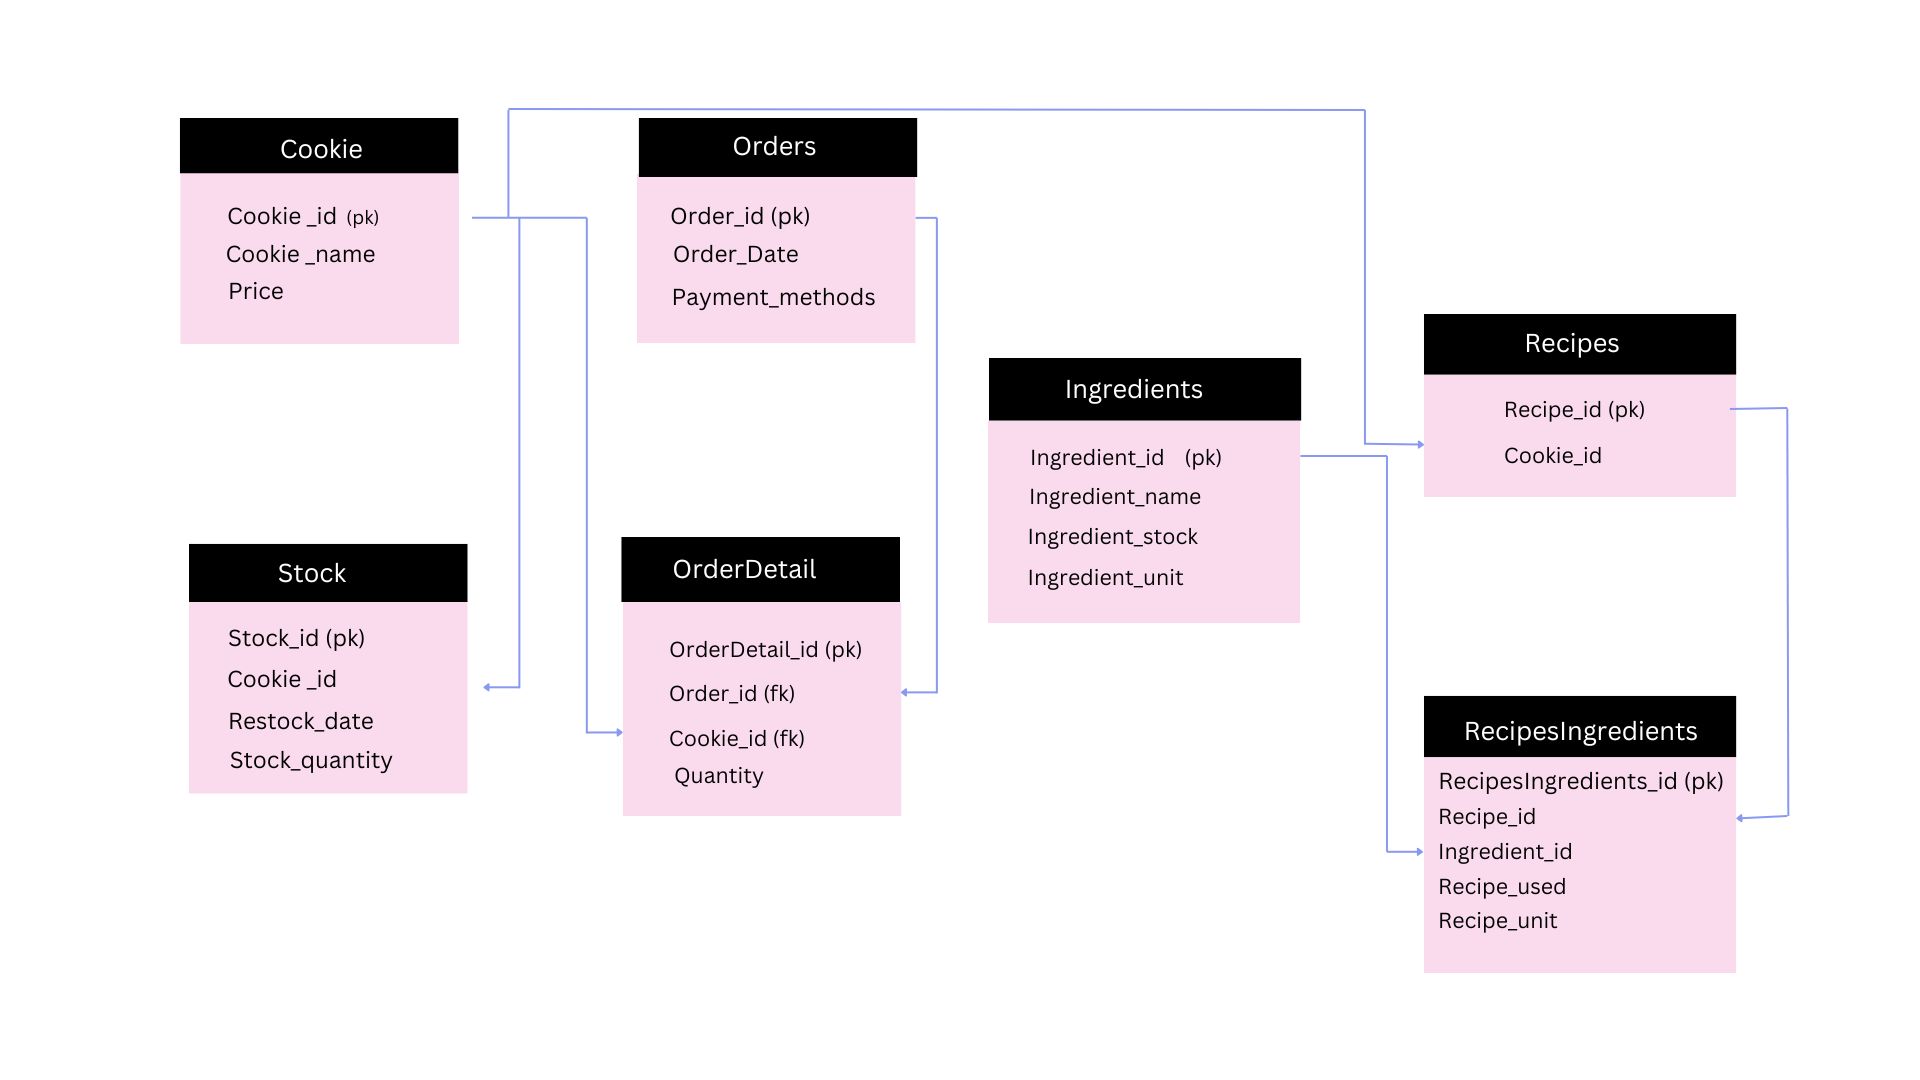 Cookie
Cookie _id (pk)
Cookie _name
Price
Orders
Order_id (pk)
Order_Date
Payment_methods
Ingredients
Ingredient_id (pk)
Ingredient_name
Ingredient_stock
Ingredient_unit
Recipes
Recipe_id (pk)
Cookie_id
Stock
Stock_id (pk)
Cookie _id
Restock_date
Stock_quantity
OrderDetail
OrderDetail_id (pk)
Order_id (fk)
Cookie_id (fk)
Quantity
RecipesIngredients
RecipesIngredients_id (pk)
Recipe_id
Ingredient_id
Recipe_used
Recipe_unit